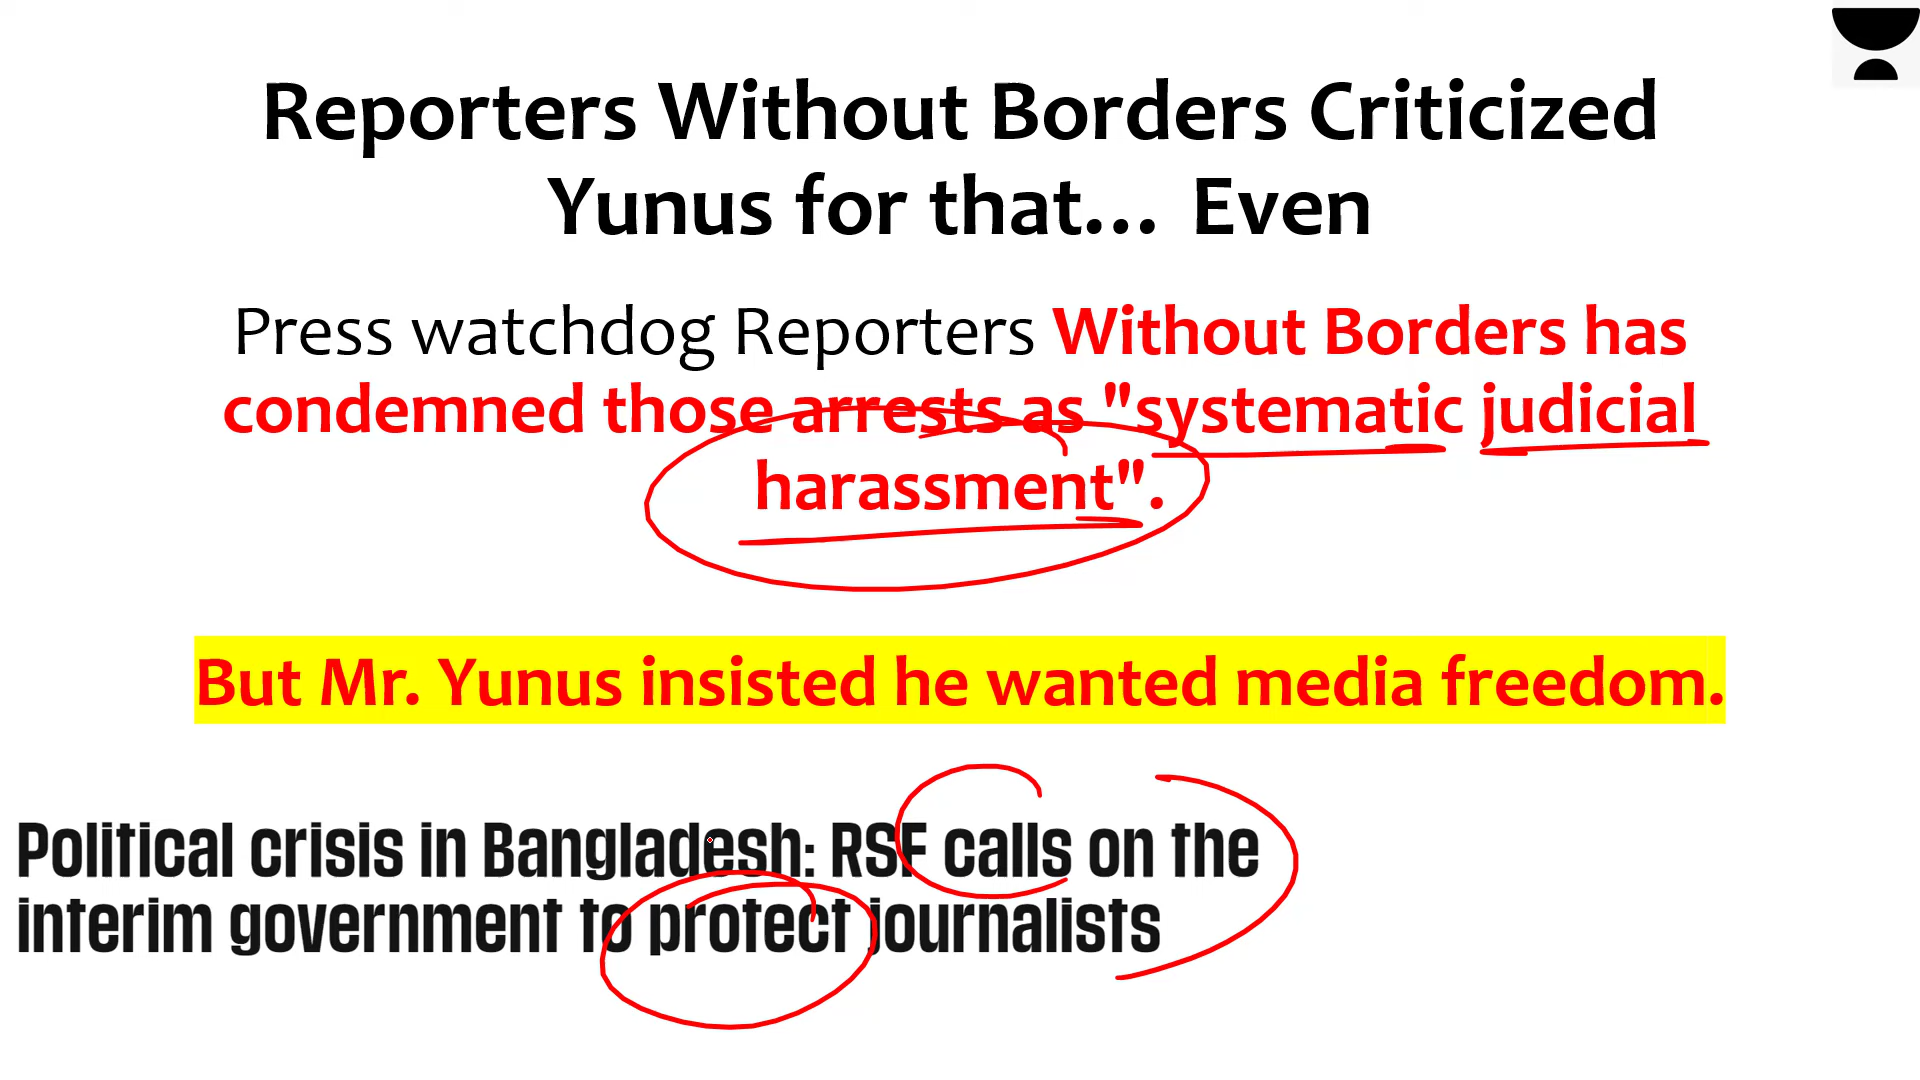 Reporters Without Borders Criticized
Yunus for that... Even
Press watchdog Reporters Without Borders has
condemned those arrests as "systematic judicial
harassment".
But Mr. Yunus insisted he wanted media freedom.
Political crisis in Bangladesh: RSF calls on the
interim government to protect journalists